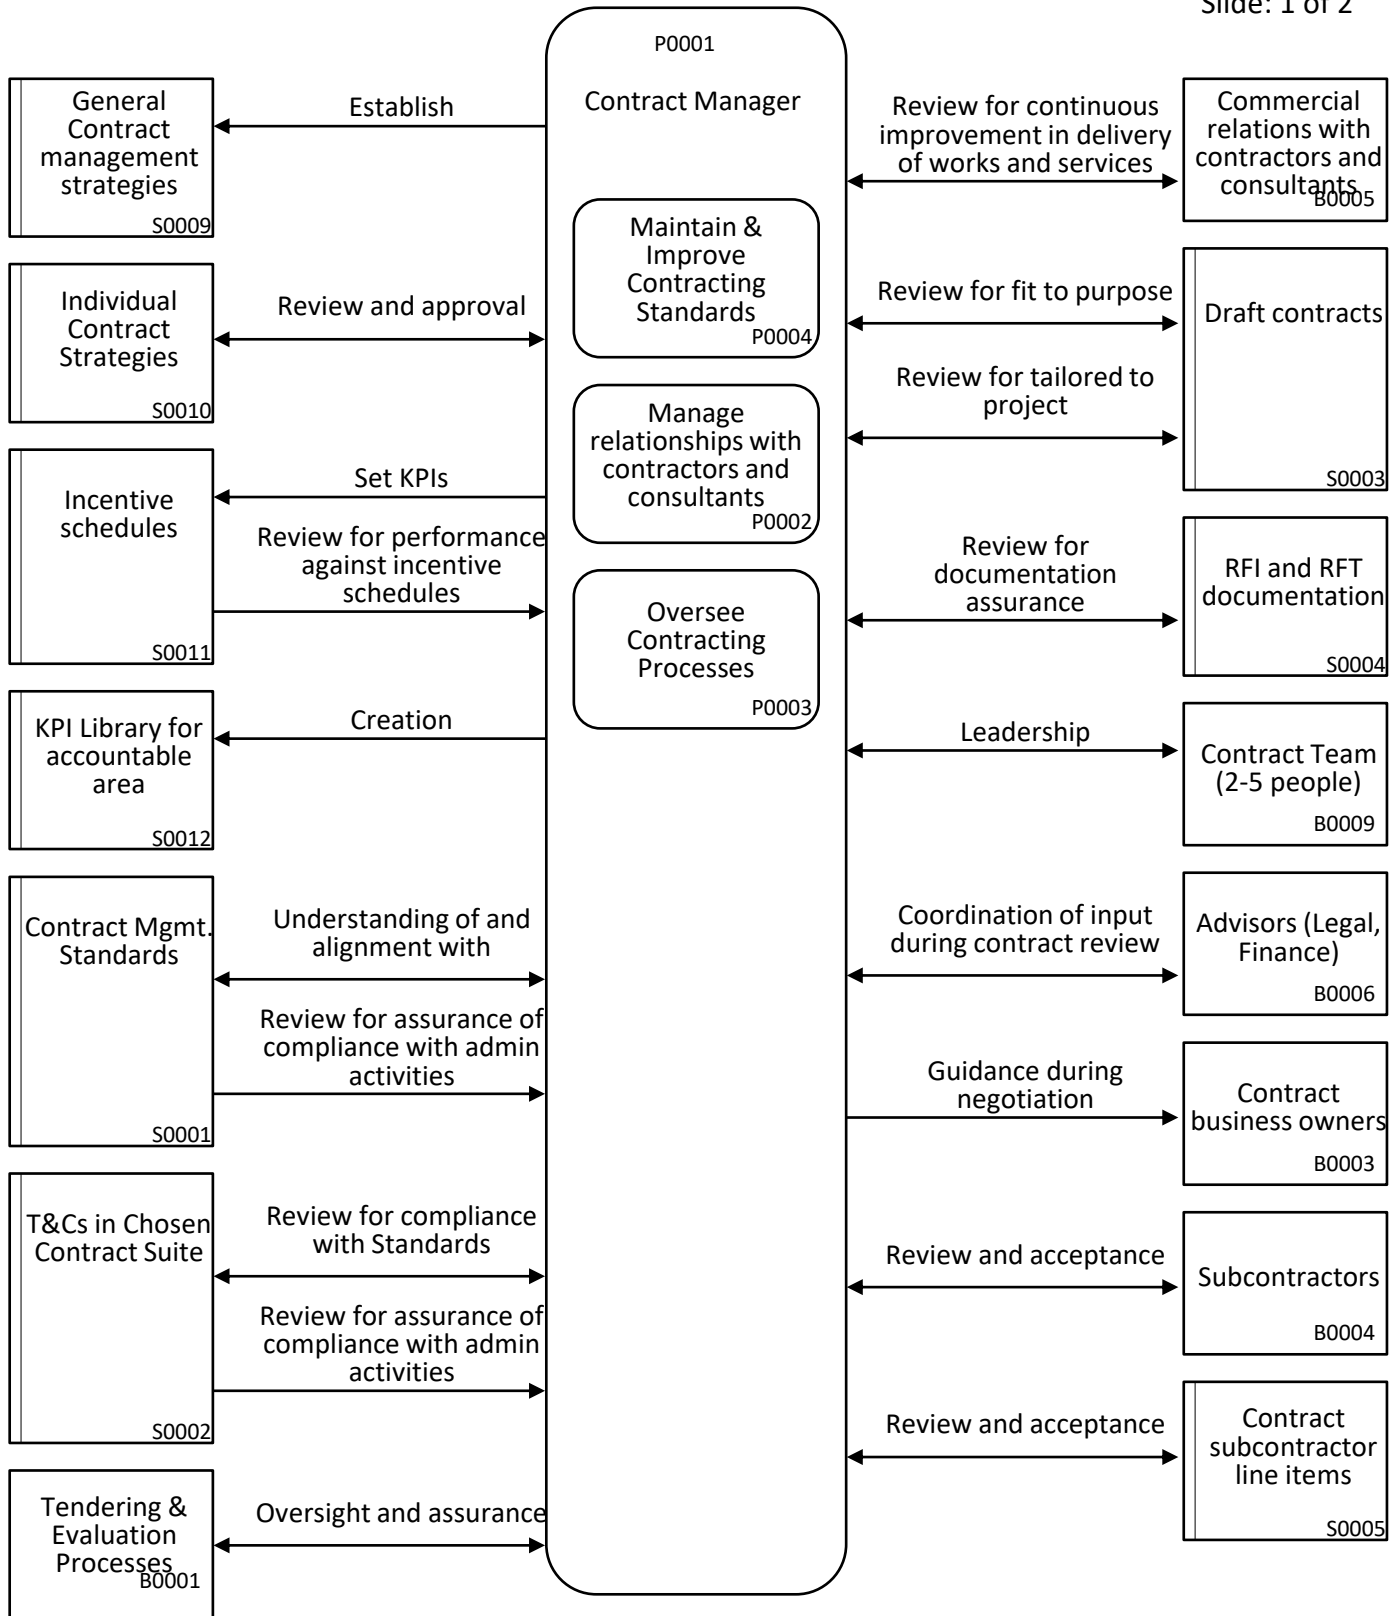 Slide: 1 of 2
P0001
Contract Manager
General
Contract
management
strategies
S0009
Establish
Individual
Contract
Strategies
S0010
Review and approval
Incentive
schedules
S0011
Set KPIs
Review for performance
against incentive
schedules
KPI Library for
accountable
area
S0012
Creation
Contract Mgmt.
Standards
S0001
Understanding of and
alignment with
Review for assurance of
compliance with admin
activities
T&Cs in Chosen
Contract Suite
S0002
Review for compliance
with Standards
Review for assurance of
compliance with admin
activities
Tendering &
Evaluation
Processes
B0001
Oversight and assurance
Maintain &
Improve
Contracting
Standards
P0004
Manage
relationships with
contractors and
consultants
P0002
Oversee
Contracting
Processes
P0003
Review for continuous
improvement in delivery
of works and services
Commercial
relations with
contractors and
consultants
B0005
Review for fit to purpose
Review for tailored to
project
Draft contracts
S0003
Review for
documentation
assurance
RFI and RFT
documentation
S0004
Leadership
Contract Team
(2-5 people)
B0009
Coordination of input
during contract review
Advisors (Legal,
Finance)
B0006
Guidance during
negotiation
Contract
business owners
B0003
Review and acceptance
Subcontractors
B0004
Review and acceptance
Contract
subcontractor
line items
S0005